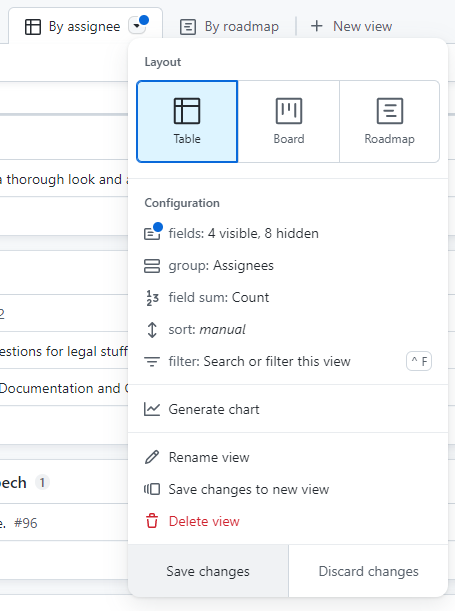 By assignee
By roadmap
New view
Layout
Table
Board
Roadmap
a thorough look and
Configuration
fields: 4 visible, 8 hidden
group: Assignees
field sum: Count
2
sort: manual
estions for legal stuff
filter: Search or filter this view
^ F
Documentation and
Generate chart
Rename view
ech 1
Save changes to new view
e. #96
Delete view
Save changes
Discard changes